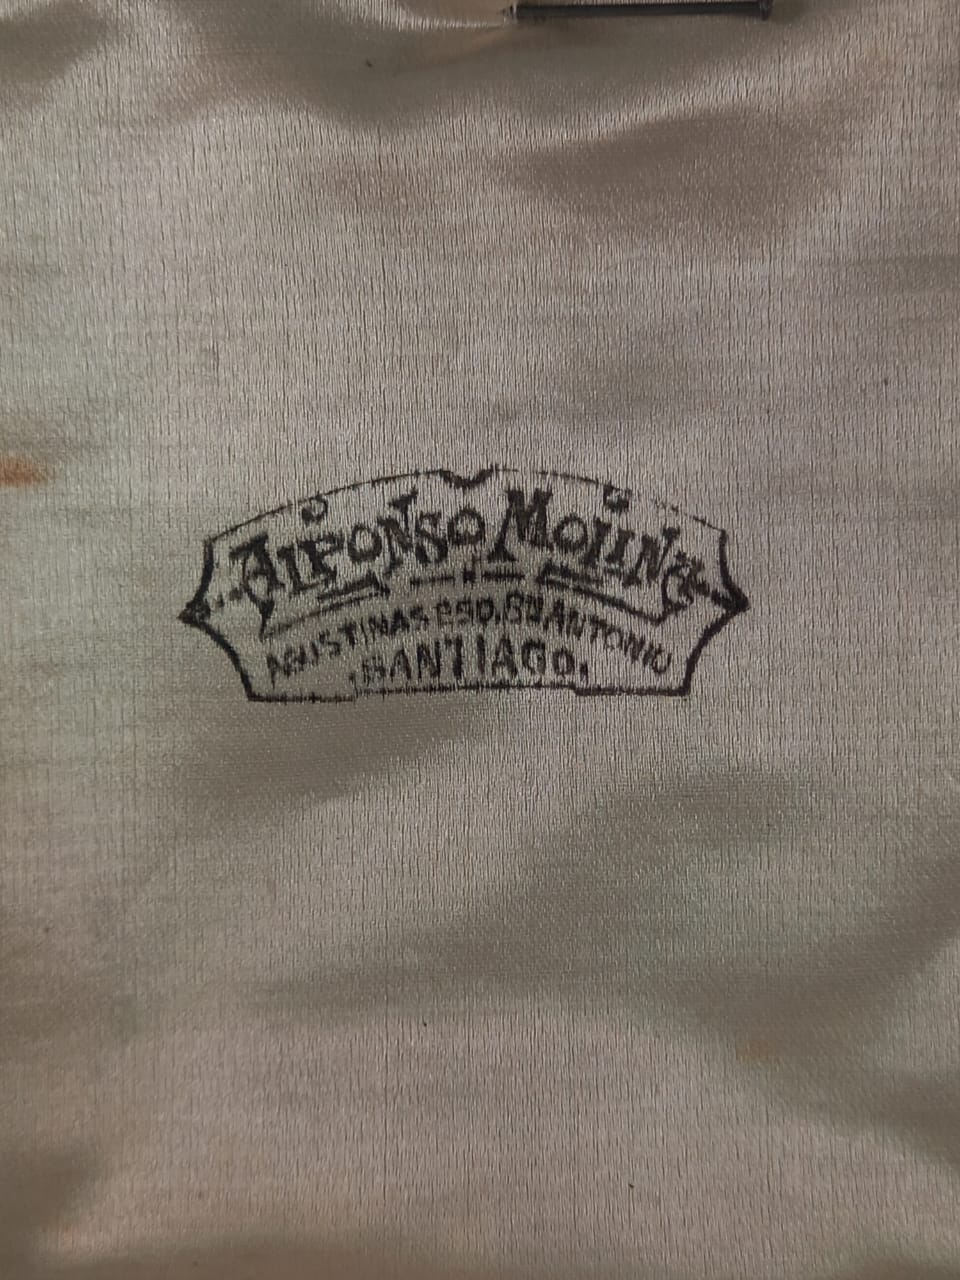 Alfonso Molina
AGUSTINAS ESQ. Sn. ANTONIO
SANTIAGO.